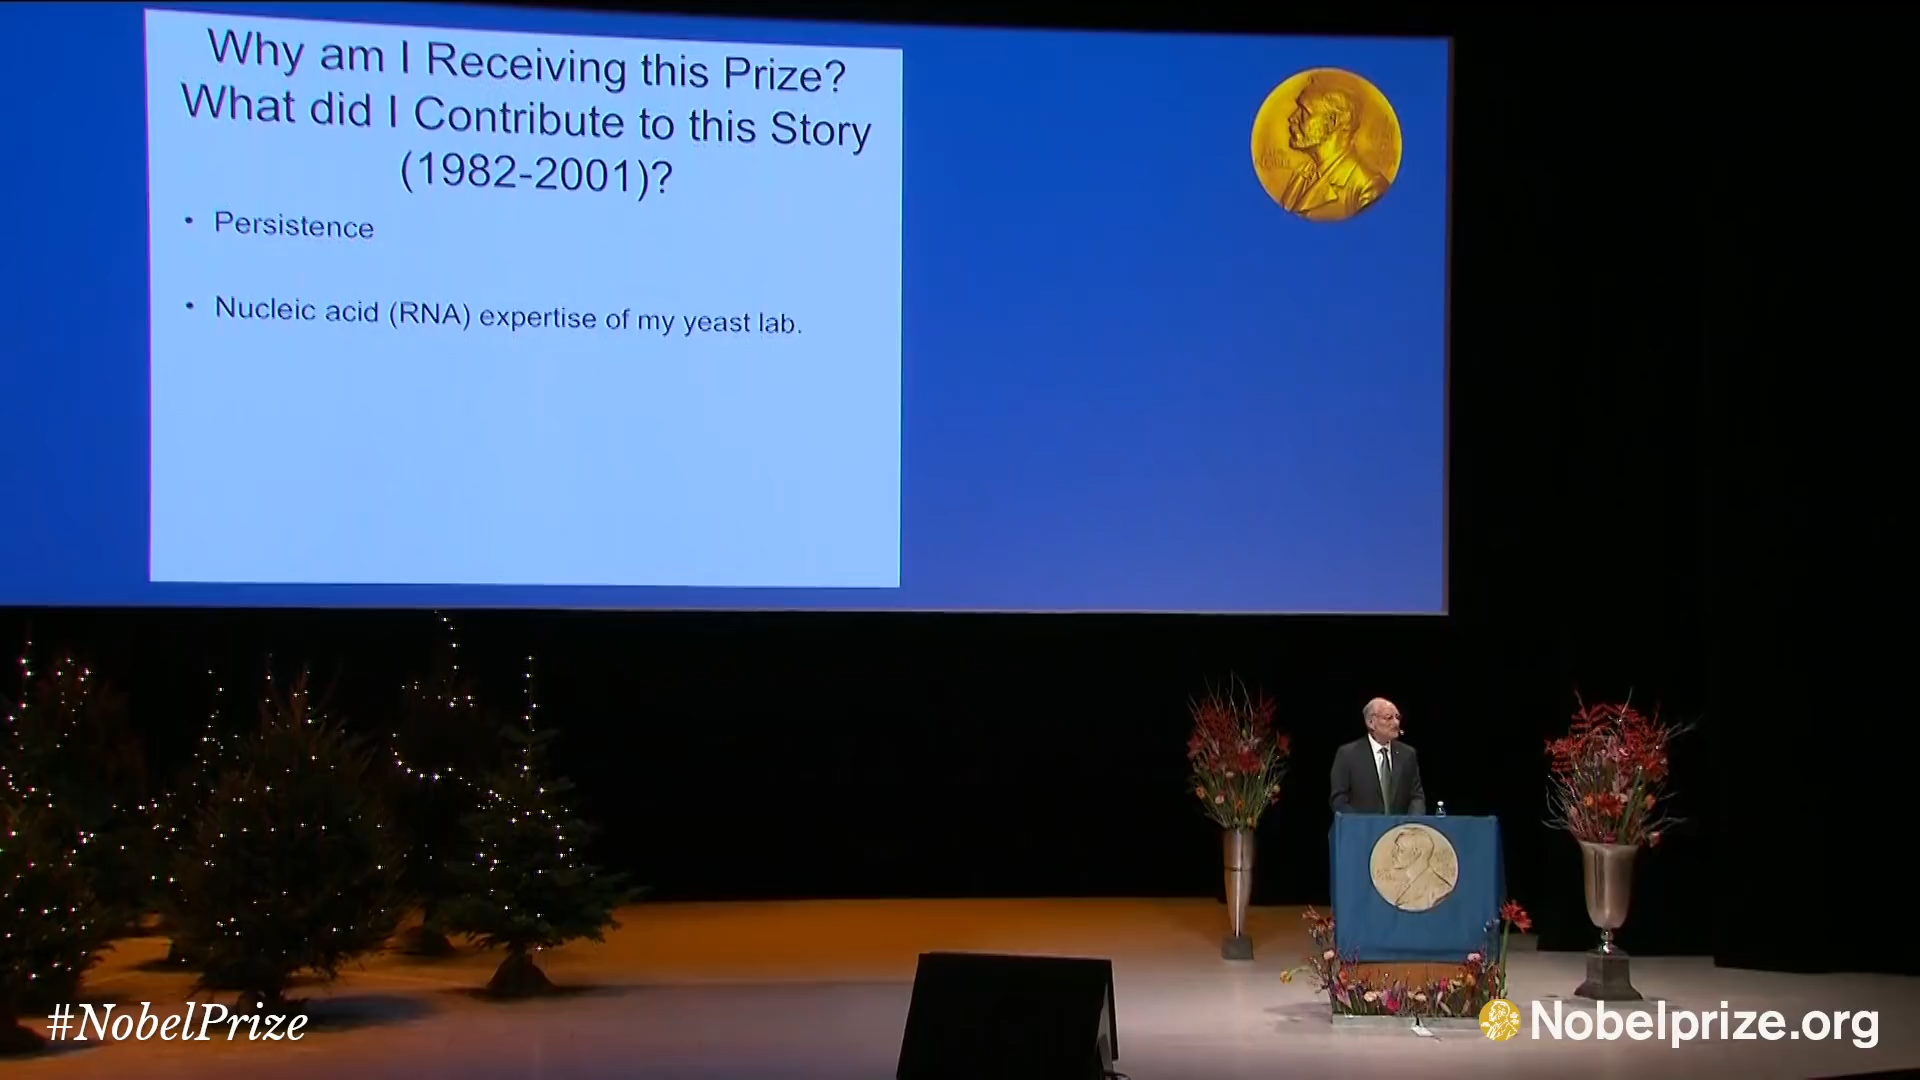 Why am I Receiving this Prize?
What did I Contribute to this Story
(1982-2001)?
• Persistence
• Nucleic acid (RNA) expertise of my yeast lab.
#NobelPrize
Nobelprize.org